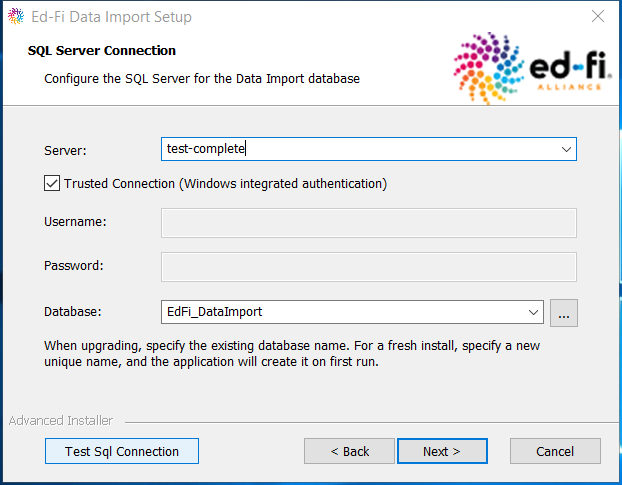 Ed-Fi Data Import Setup
SQL Server Connection
Configure the SQL Server for the Data Import database
ed-fi®
ALLIANCE
Server:
test-complete
Trusted Connection (Windows integrated authentication)
Username:
Password:
Database:
EdFi_DataImport
...
When upgrading, specify the existing database name. For a fresh install, specify a new
unique name, and the application will create it on first run.
Advanced Installer
Test Sql Connection
< Back
Next >
Cancel